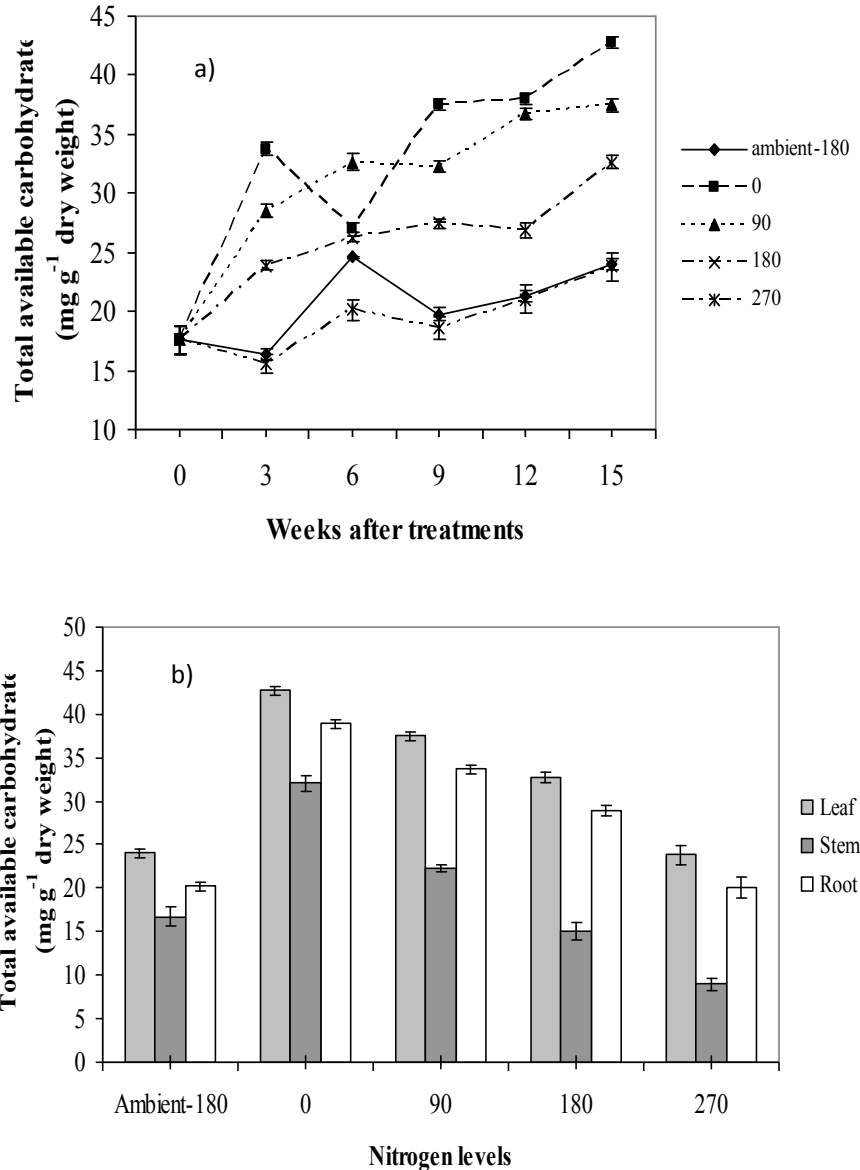 a)
Total available carbohydrate
(mg g-1 dry weight)
45
40
35
30
25
20
15
10
0 3 6 9 12 15
Weeks after treatments
ambient-180
0
90
180
270
b)
Total available carbohydrate
(mg g-1 dry weight)
50
45
40
35
30
25
20
15
10
5
0
Ambient-180 0 90 180 270
Nitrogen levels
Leaf
Stem
Root